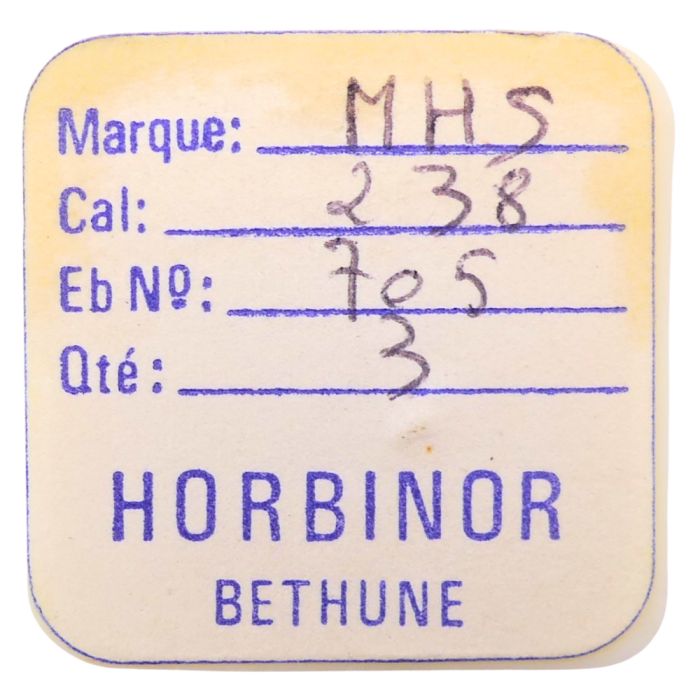 Marque: MHS
Cal: 238
Eb Nº: 705
Qté: 3
HORBINOR
BETHUNE